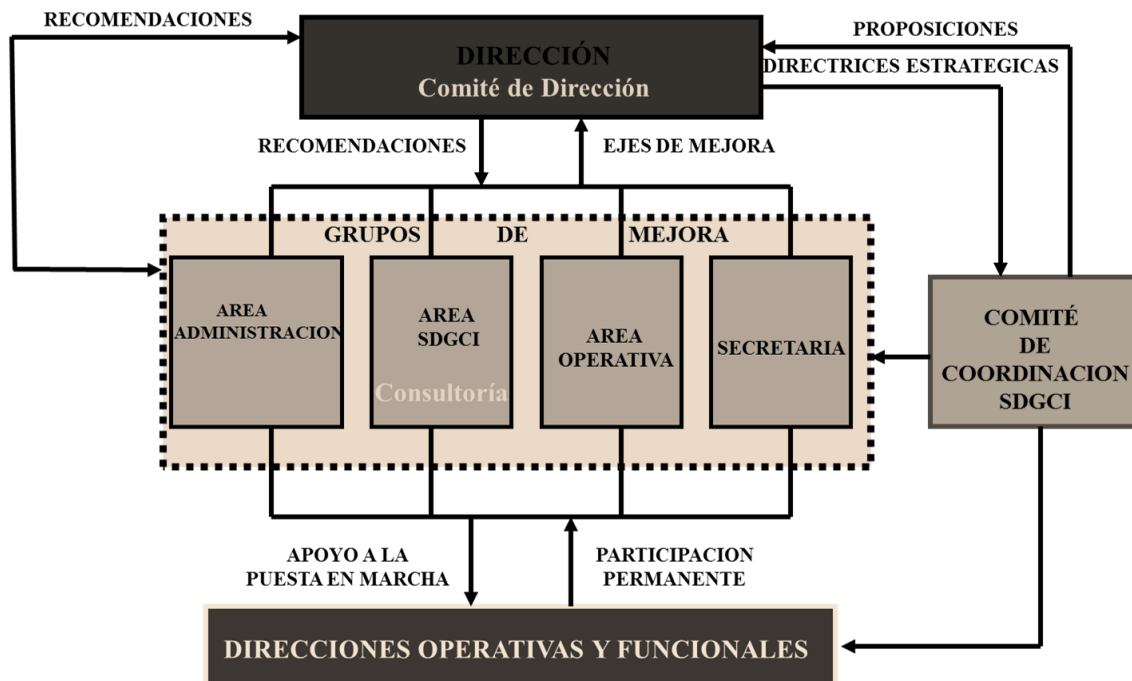 RECOMENDACIONES
PROPOSICIONES
DIRECCIÓN
Comité de Dirección
DIRECTRICES ESTRATEGICAS
RECOMENDACIONES
EJES DE MEJORA
GRUPOS DE MEJORA
AREA
ADMINISTRACION
AREA
SDGCI
Consultoría
AREA
OPERATIVA
SECRETARIA
COMITÉ
DE
COORDINACION
SDGCI
APOYO A LA
PUESTA EN MARCHA
PARTICIPACION
PERMANENTE
DIRECCIONES OPERATIVAS Y FUNCIONALES